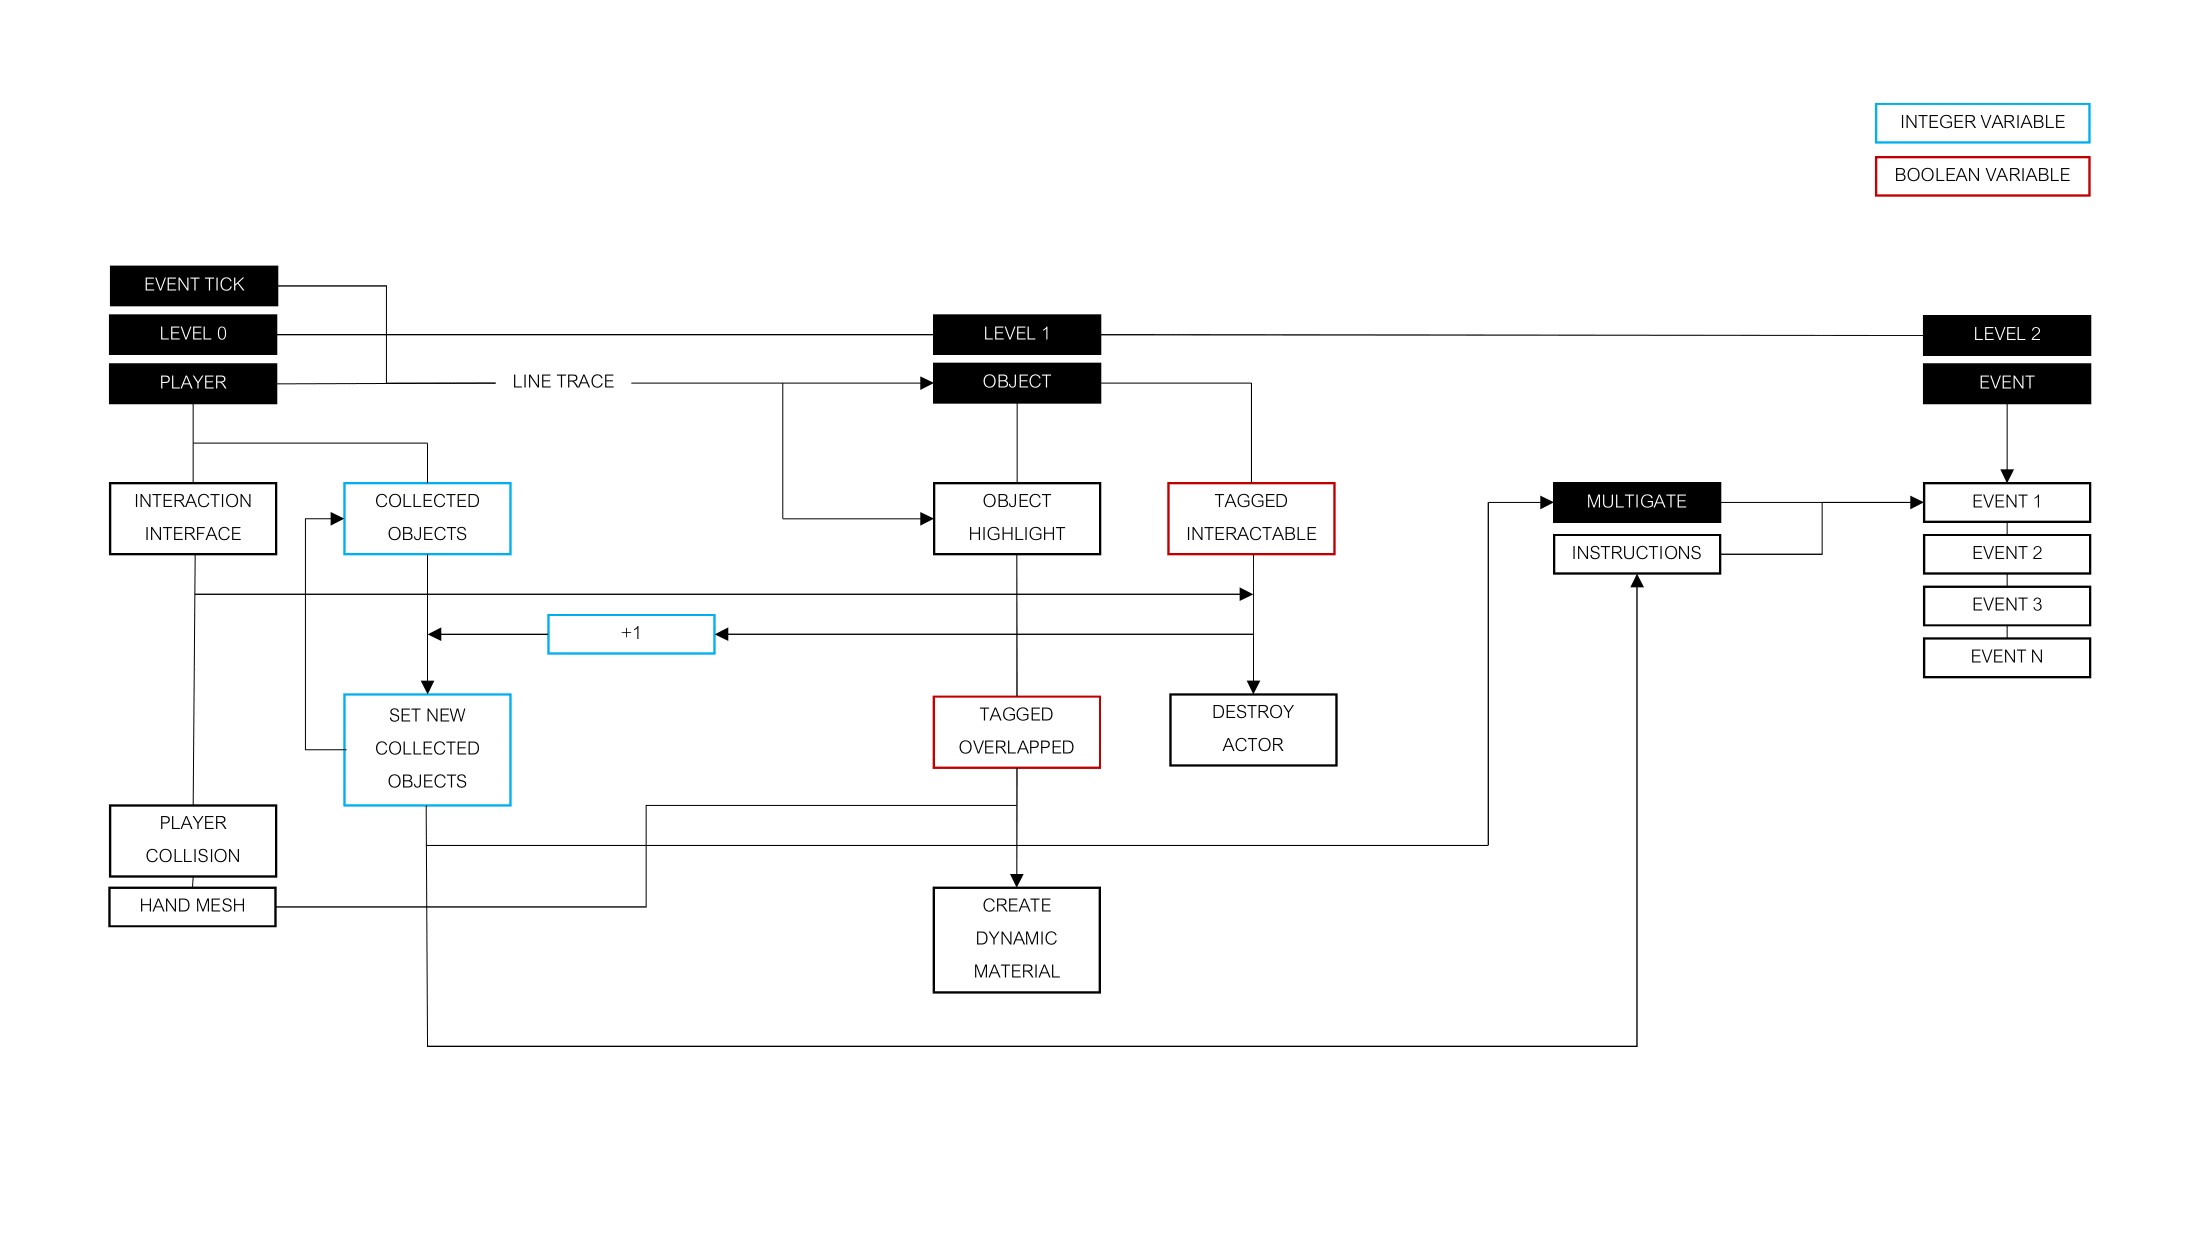 INTEGER VARIABLE
BOOLEAN VARIABLE
EVENT TICK
LEVEL 0
LEVEL 1
LEVEL 2
PLAYER
LINE TRACE
OBJECT
EVENT
INTERACTION
INTERFACE
COLLECTED
OBJECTS
OBJECT
HIGHLIGHT
TAGGED
INTERACTABLE
MULTIGATE
INSTRUCTIONS
EVENT 1
EVENT 2
EVENT 3
EVENT N
+1
SET NEW
COLLECTED
OBJECTS
TAGGED
OVERLAPPED
DESTROY
ACTOR
PLAYER
COLLISION
HAND MESH
CREATE
DYNAMIC
MATERIAL